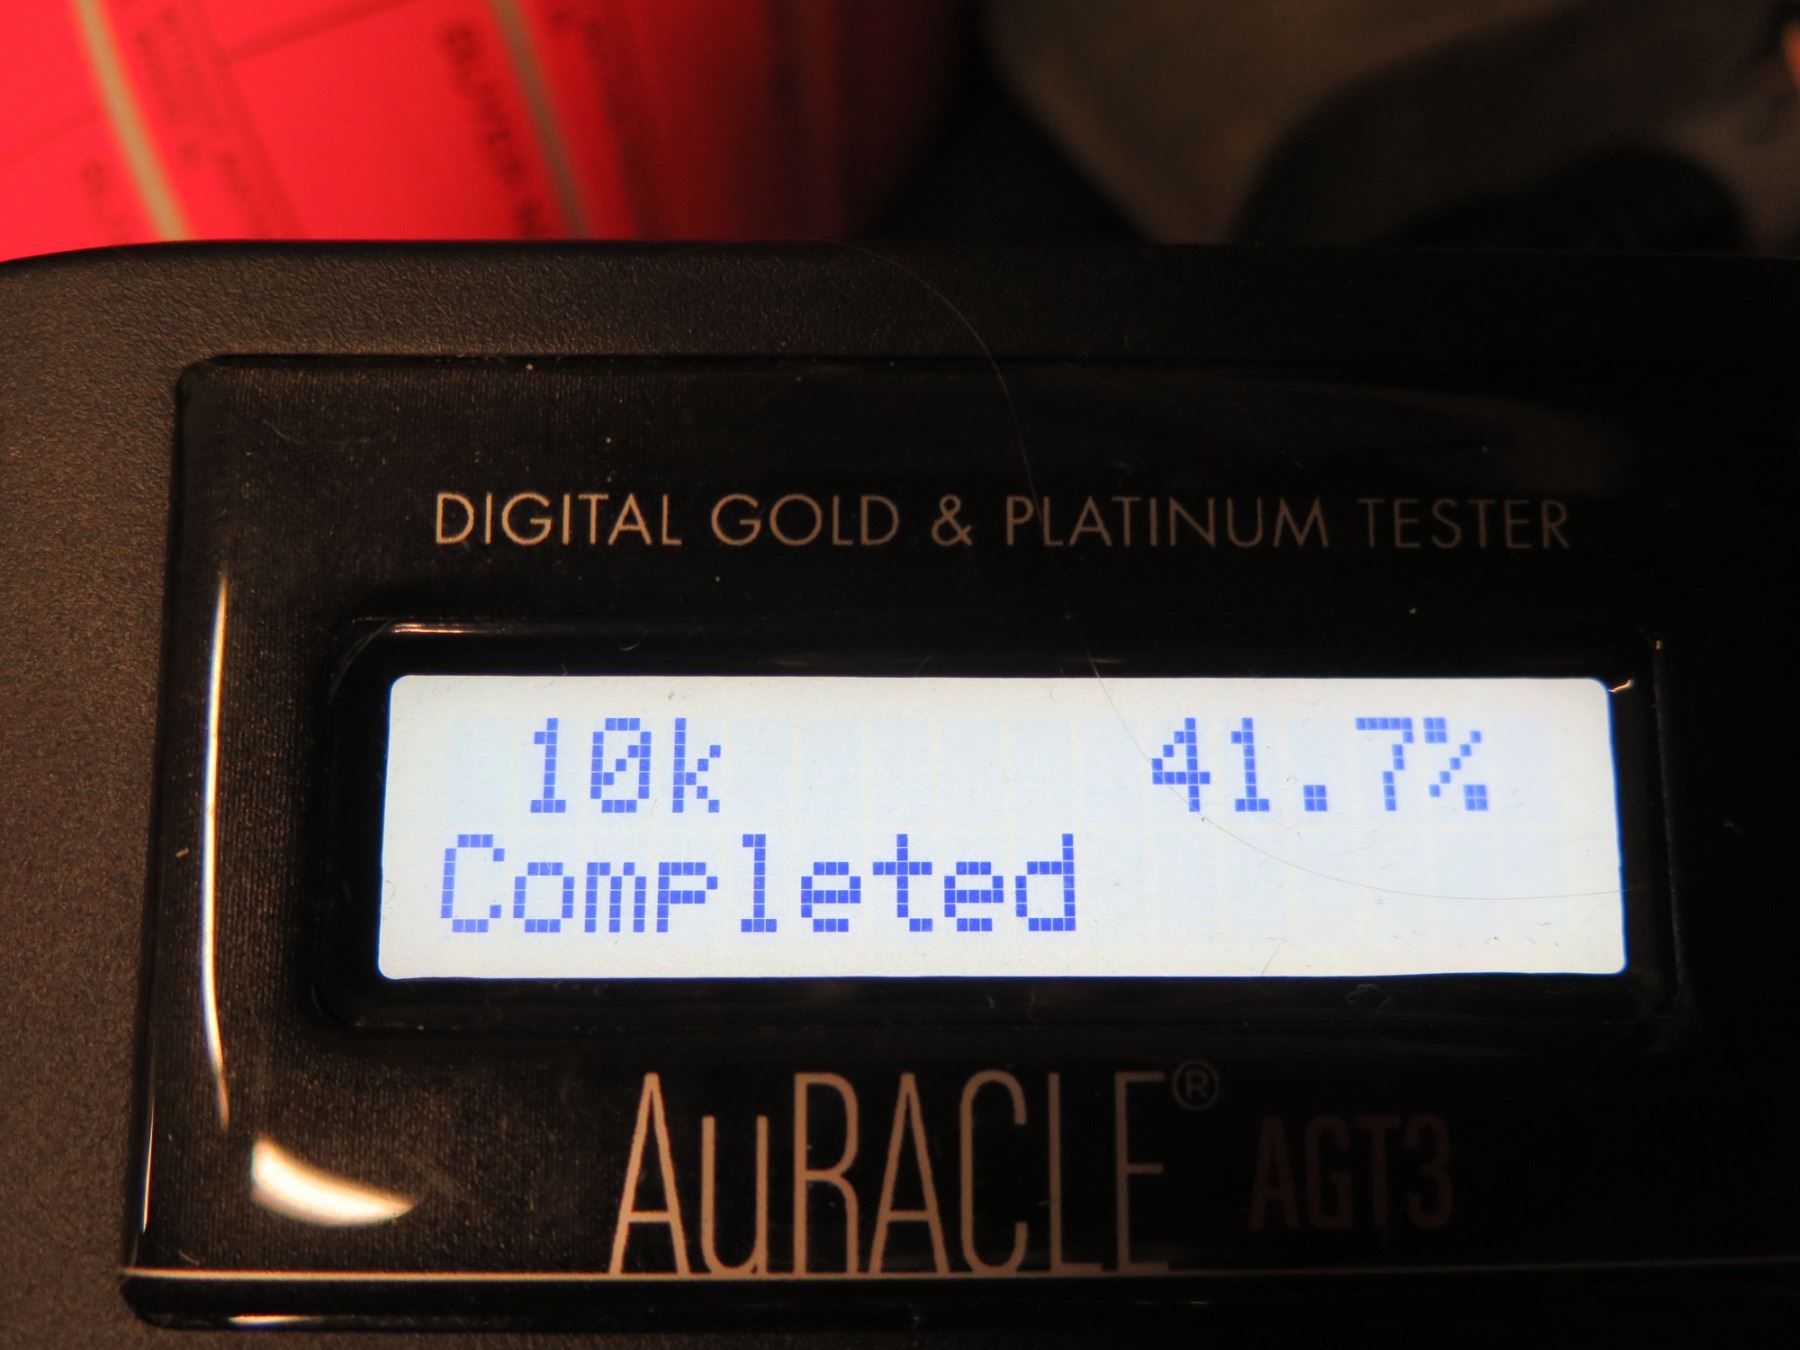 DIGITAL GOLD & PLATINUM TESTER
10k 41.7%
Completed
AuRACLE® AGT3